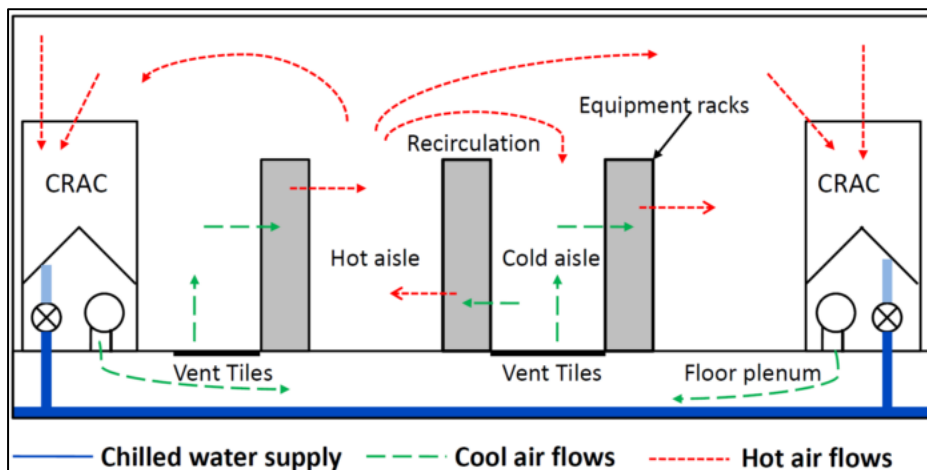 Equipment racks
Recirculation
CRAC
CRAC
Hot aisle
Cold aisle
Vent Tiles
Vent Tiles
Floor plenum
Chilled water supply
Cool air flows
Hot air flows